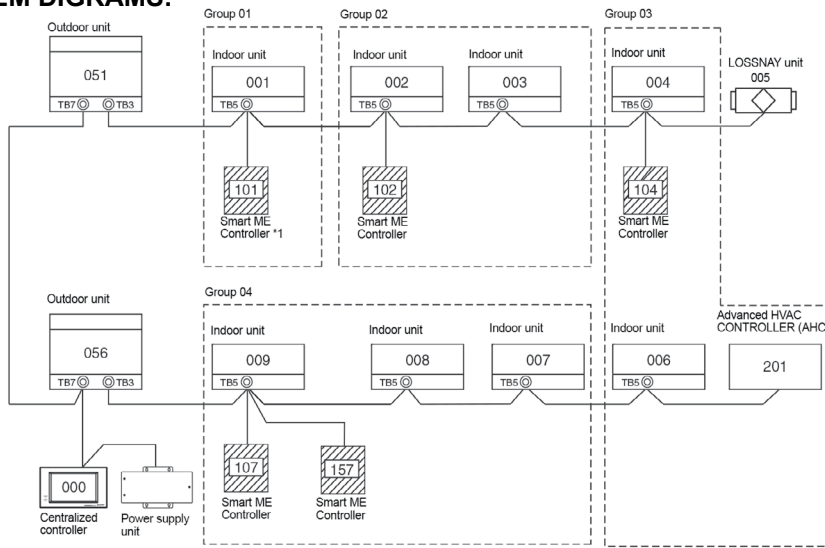 EM DIGRAMU:
Group 01
Group 02
Group 03
Outdoor unit
Indoor unit
Indoor unit
Indoor unit
Indoor unit
LOSSNAY unit
005
051
001
002
003
004
TB7 TB3
TB5
TB5
TB5
TB5
101
102
104
Smart ME
Controller *1
Smart ME
Controller
Smart ME
Controller
Group 04
Outdoor unit
Indoor unit
Indoor unit
Indoor unit
Indoor unit
Advanced HVAC
CONTROLLER (AHC
056
009
008
007
006
201
TB7 TB3
TB5
TB5
TB5
TB5
107
157
000
Smart ME
Controller
Smart ME
Controller
Centralized
controller
Power supply
unit